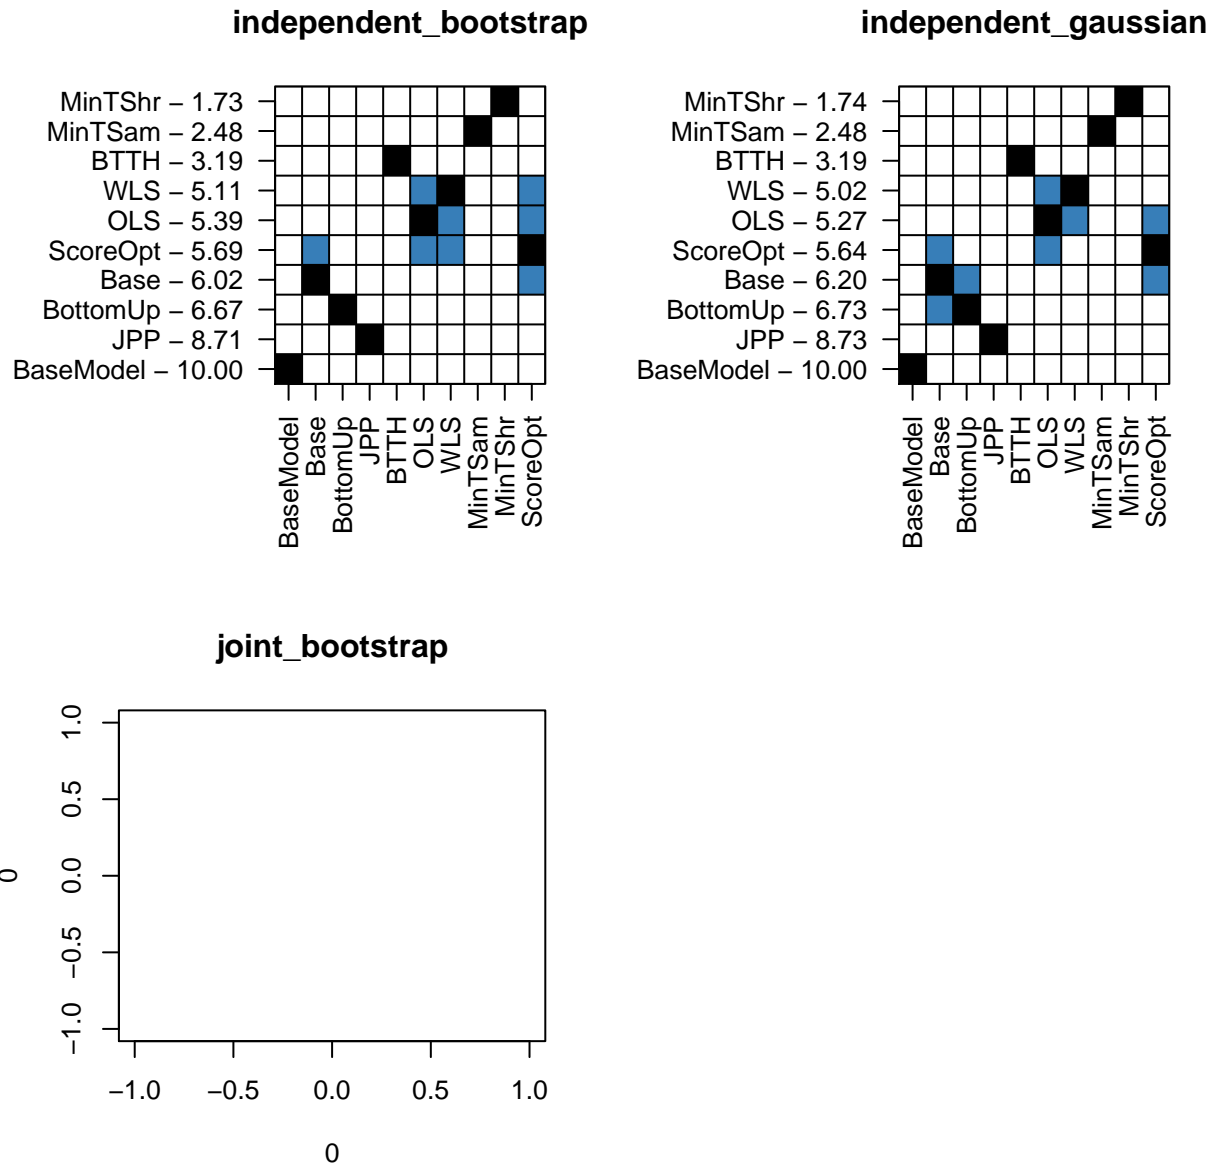 independent_bootstrap
MinTShr – 1.73
MinTSam – 2.48
BTTH – 3.19
WLS – 5.11
OLS – 5.39
ScoreOpt – 5.69
Base – 6.02
BottomUp – 6.67
JPP – 8.71
BaseModel – 10.00
BaseModel
Base
BottomUp
JPP
BTTH
OLS
WLS
MinTSam
MinTShr
ScoreOpt
independent_gaussian
MinTShr – 1.74
MinTSam – 2.48
BTTH – 3.19
WLS – 5.02
OLS – 5.27
ScoreOpt – 5.64
Base – 6.20
BottomUp – 6.73
JPP – 8.73
BaseModel – 10.00
BaseModel
Base
BottomUp
JPP
BTTH
OLS
WLS
MinTSam
MinTShr
ScoreOpt
joint_bootstrap
1.0
0.5
0.0
−0.5
−1.0
0
−1.0
−0.5
0.0
0.5
1.0
0